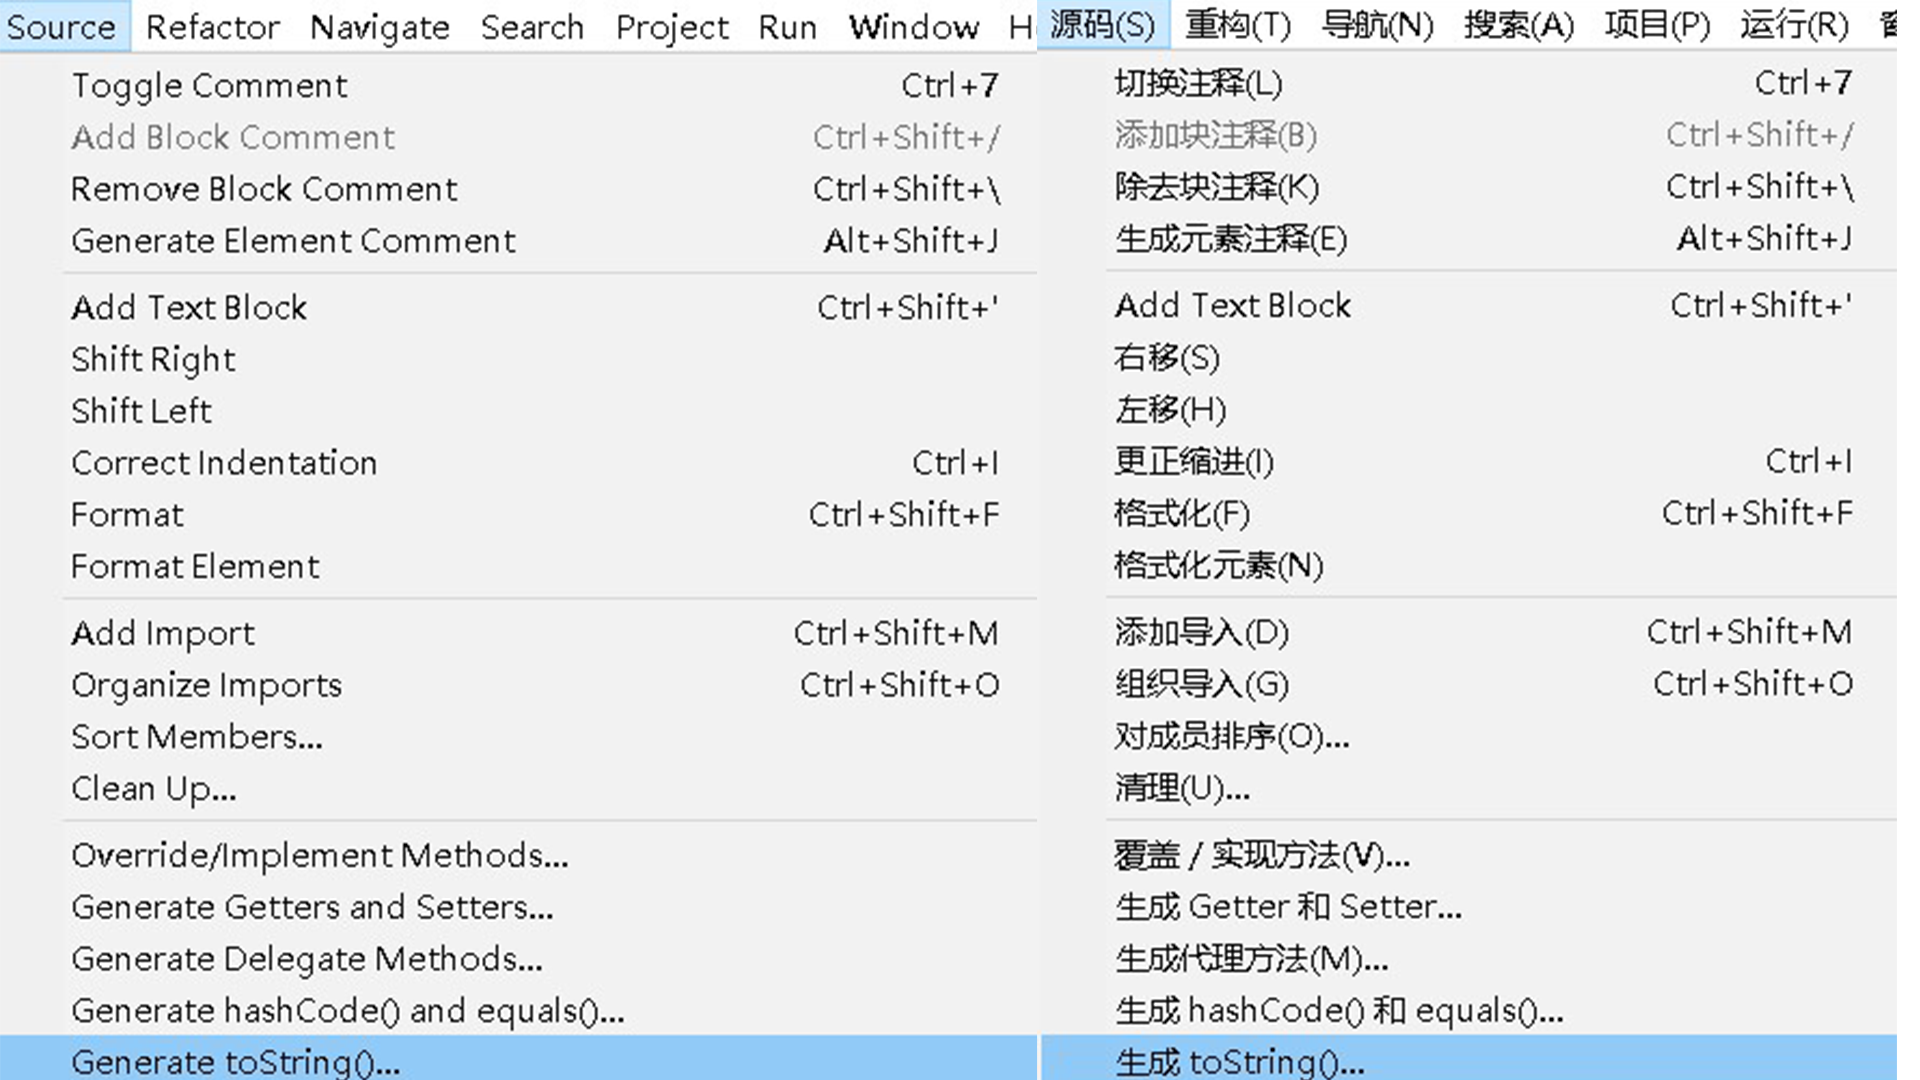 Source Refactor Navigate Search Project Run Window
Toggle Comment Ctrl+7
Add Block Comment Ctrl+Shift+/
Remove Block Comment Ctrl+Shift+\
Generate Element Comment Alt+Shift+J
Add Text Block Ctrl+Shift+'
Shift Right
Shift Left
Correct Indentation Ctrl+I
Format Ctrl+Shift+F
Format Element
Add Import Ctrl+Shift+M
Organize Imports Ctrl+Shift+O
Sort Members...
Clean Up...
Override/Implement Methods...
Generate Getters and Setters...
Generate Delegate Methods...
Generate hashCode() and equals()...
Generate toString()...
源码(S) 重构(T) 导航(N) 搜索(A) 项目(P) 运行(R)
切换注释(L) Ctrl+7
添加块注释(B) Ctrl+Shift+/
除去块注释(K) Ctrl+Shift+\
生成元素注释(E) Alt+Shift+J
Add Text Block Ctrl+Shift+'
右移(S)
左移(H)
更正缩进(I) Ctrl+I
格式化(F) Ctrl+Shift+F
格式化元素(N)
添加导入(D) Ctrl+Shift+M
组织导入(G) Ctrl+Shift+O
对成员排序(O)...
清理(U)...
覆盖 / 实现方法(V)...
生成 Getter 和 Setter...
生成代理方法(M)...
生成 hashCode() 和 equals()...
生成 toString()...